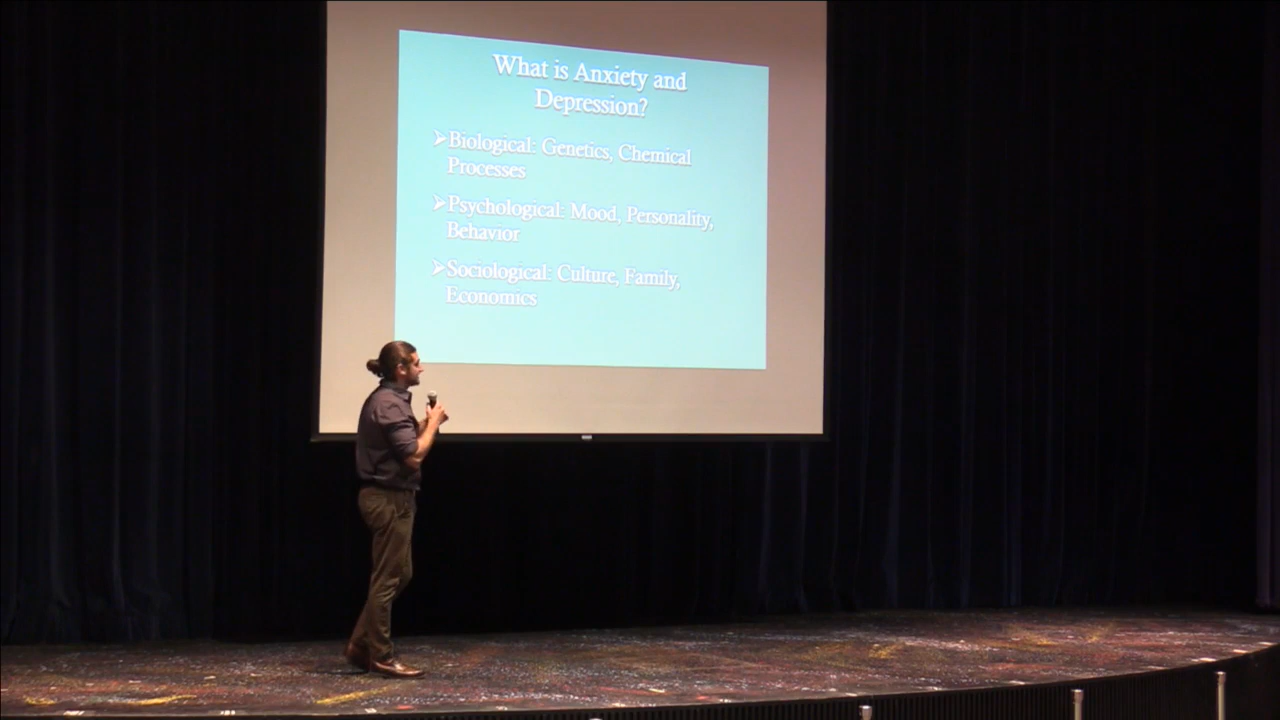 What is Anxiety and
Depression?
➢Biological: Genetics, Chemical
Processes
➢Psychological: Mood, Personality,
Behavior
➢Sociological: Culture, Family,
Economics